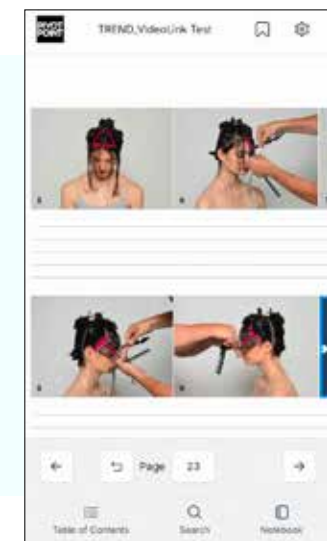 PIVOT
POINT
TREND_VideoLink Test
Page 23
Table of Contents
Search
Notebook